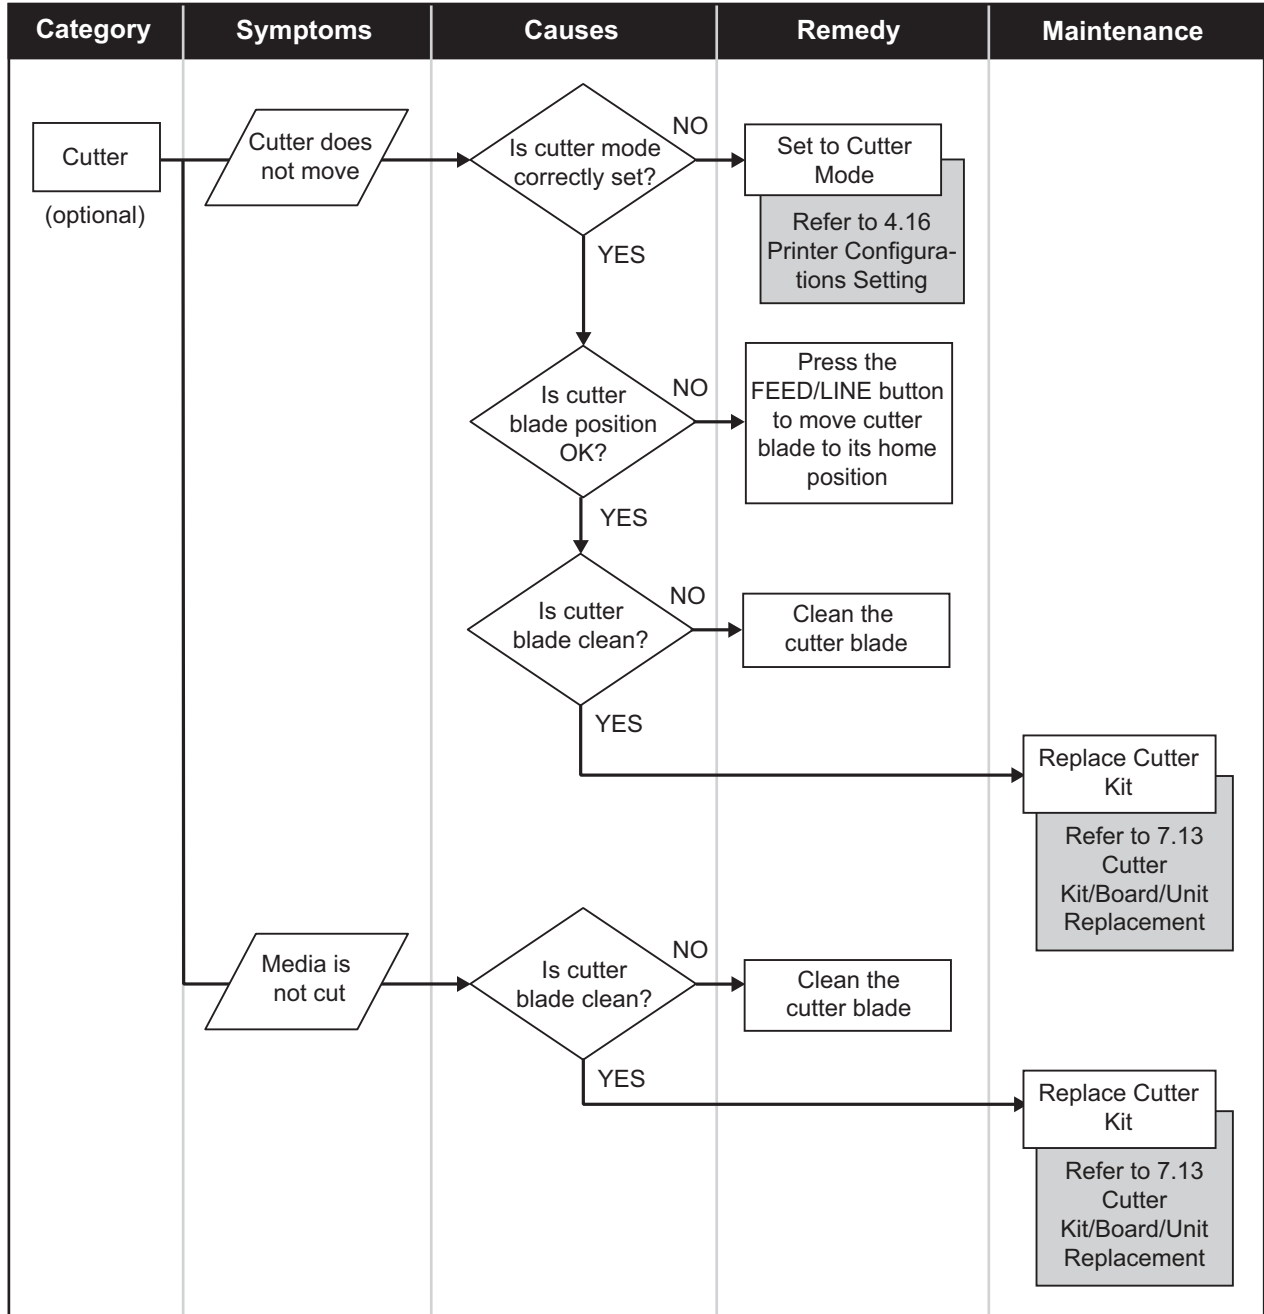 Category
Symptoms
Causes
Remedy
Maintenance
Cutter
(optional)
Cutter does
not move
Is cutter mode
correctly set?
NO
Set to Cutter
Mode
Refer to 4.16
Printer Configura-
tions Setting
YES
Is cutter
blade position
OK?
NO
Press the
FEED/LINE button
to move cutter
blade to its home
position
YES
Is cutter
blade clean?
NO
Clean the
cutter blade
YES
Replace Cutter
Kit
Refer to 7.13
Cutter
Kit/Board/Unit
Replacement
Media is
not cut
Is cutter
blade clean?
NO
Clean the
cutter blade
YES
Replace Cutter
Kit
Refer to 7.13
Cutter
Kit/Board/Unit
Replacement